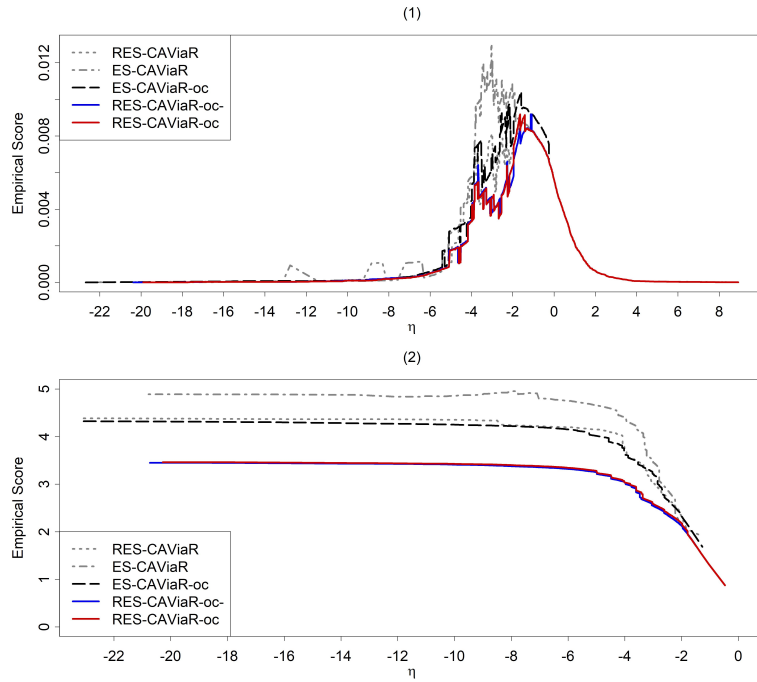 (1)
Empirical Score
0.000
0.004
0.008
0.012
RES-CAViaR
ES-CAViaR
ES-CAViaR-oc
RES-CAViaR-oc-
RES-CAViaR-oc
-22 -20 -18 -16 -14 -12 -10 -8 -6 -4 -2 0 2 4 6 8
η
(2)
Empirical Score
0
1
2
3
4
5
RES-CAViaR
ES-CAViaR
ES-CAViaR-oc
RES-CAViaR-oc-
RES-CAViaR-oc
-22 -20 -18 -16 -14 -12 -10 -8 -6 -4 -2 0
η